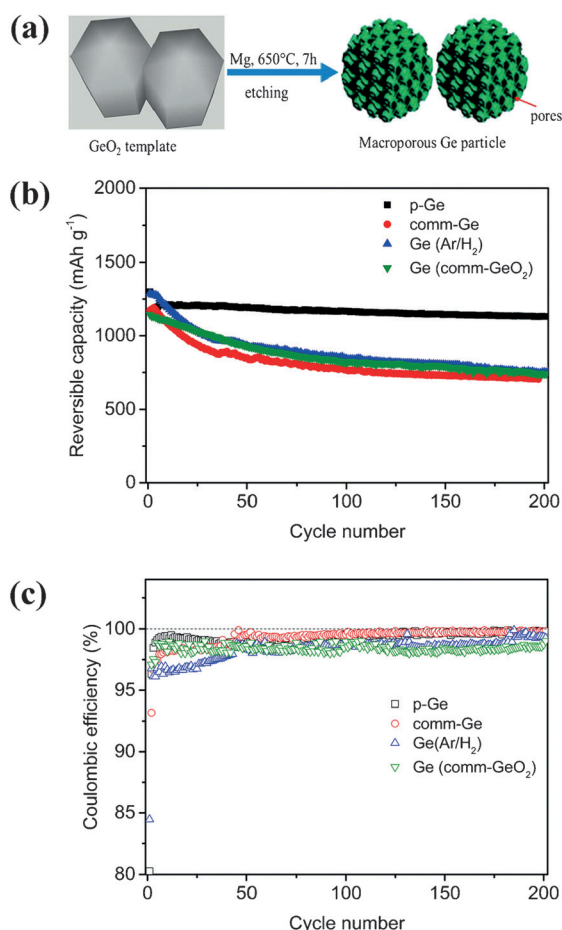 (a)
Mg, 650°C, 7h
etching
pores
GeO₂ template
Macroporous Ge particle
(b)
Reversible capacity (mAh g⁻¹)
2000
1500
1000
500
0
p-Ge
comm-Ge
Ge (Ar/H₂)
Ge (comm-GeO₂)
0 50 100 150 200
Cycle number
(c)
Coulombic efficiency (%)
100
95
90
85
80
p-Ge
comm-Ge
Ge(Ar/H₂)
Ge (comm-GeO₂)
0 50 100 150 200
Cycle number